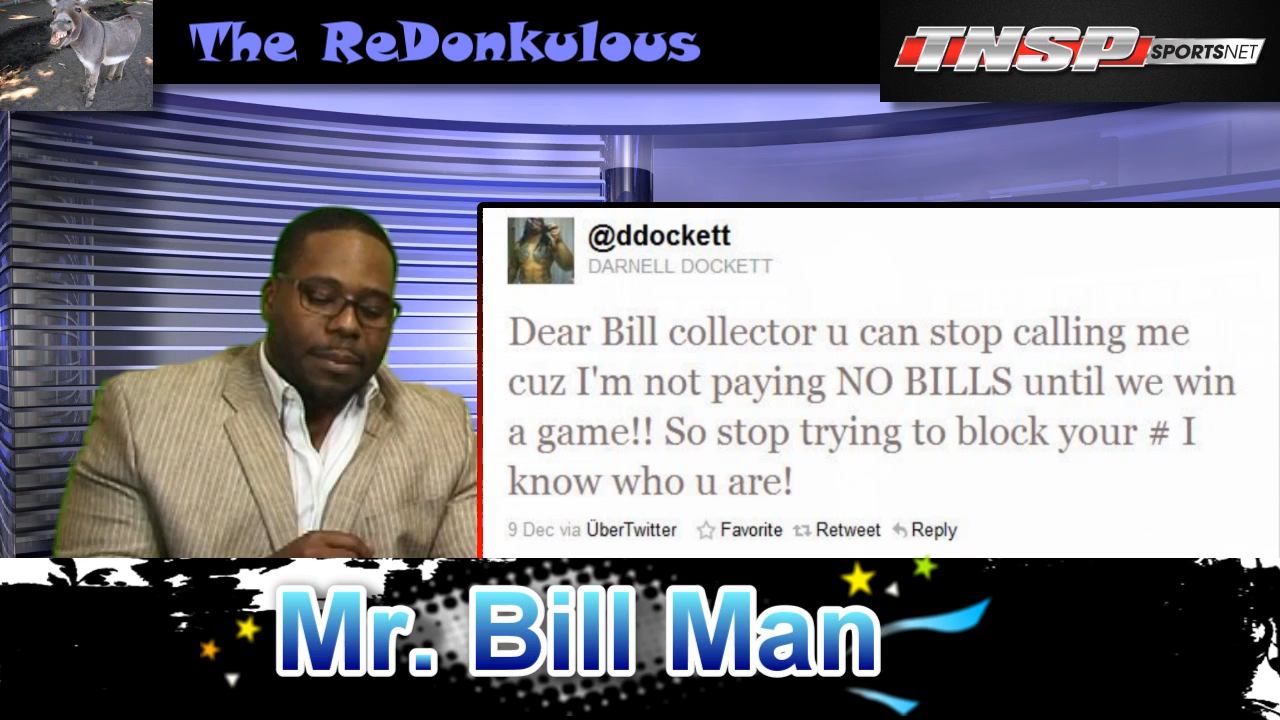 The ReDonkulous
TNSP SPORTSNET
@ddockett
DARNELL DOCKETT
Dear Bill collector u can stop calling me
cuz I'm not paying NO BILLS until we win
a game!! So stop trying to block your # I
know who u are!
9 Dec via ÜberTwitter Favorite Retweet Reply
Mr. Bill Man